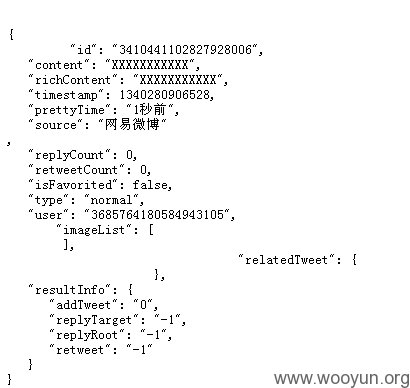 {
"id": "3410441102827928006",
"content": "XXXXXXXXXXX",
"richContent": "XXXXXXXXXXX",
"timestamp": 1340280906528,
"prettyTime": "1秒前",
"source": "网易微博"
,
"replyCount": 0,
"retweetCount": 0,
"isFavorited": false,
"type": "normal",
"user": "3685764180584943105",
"imageList": [
],
"relatedTweet": {
},
"resultInfo": {
"addTweet": "0",
"replyTarget": "-1",
"replyRoot": "-1",
"retweet": "-1"
}
}
www.wooyun.org